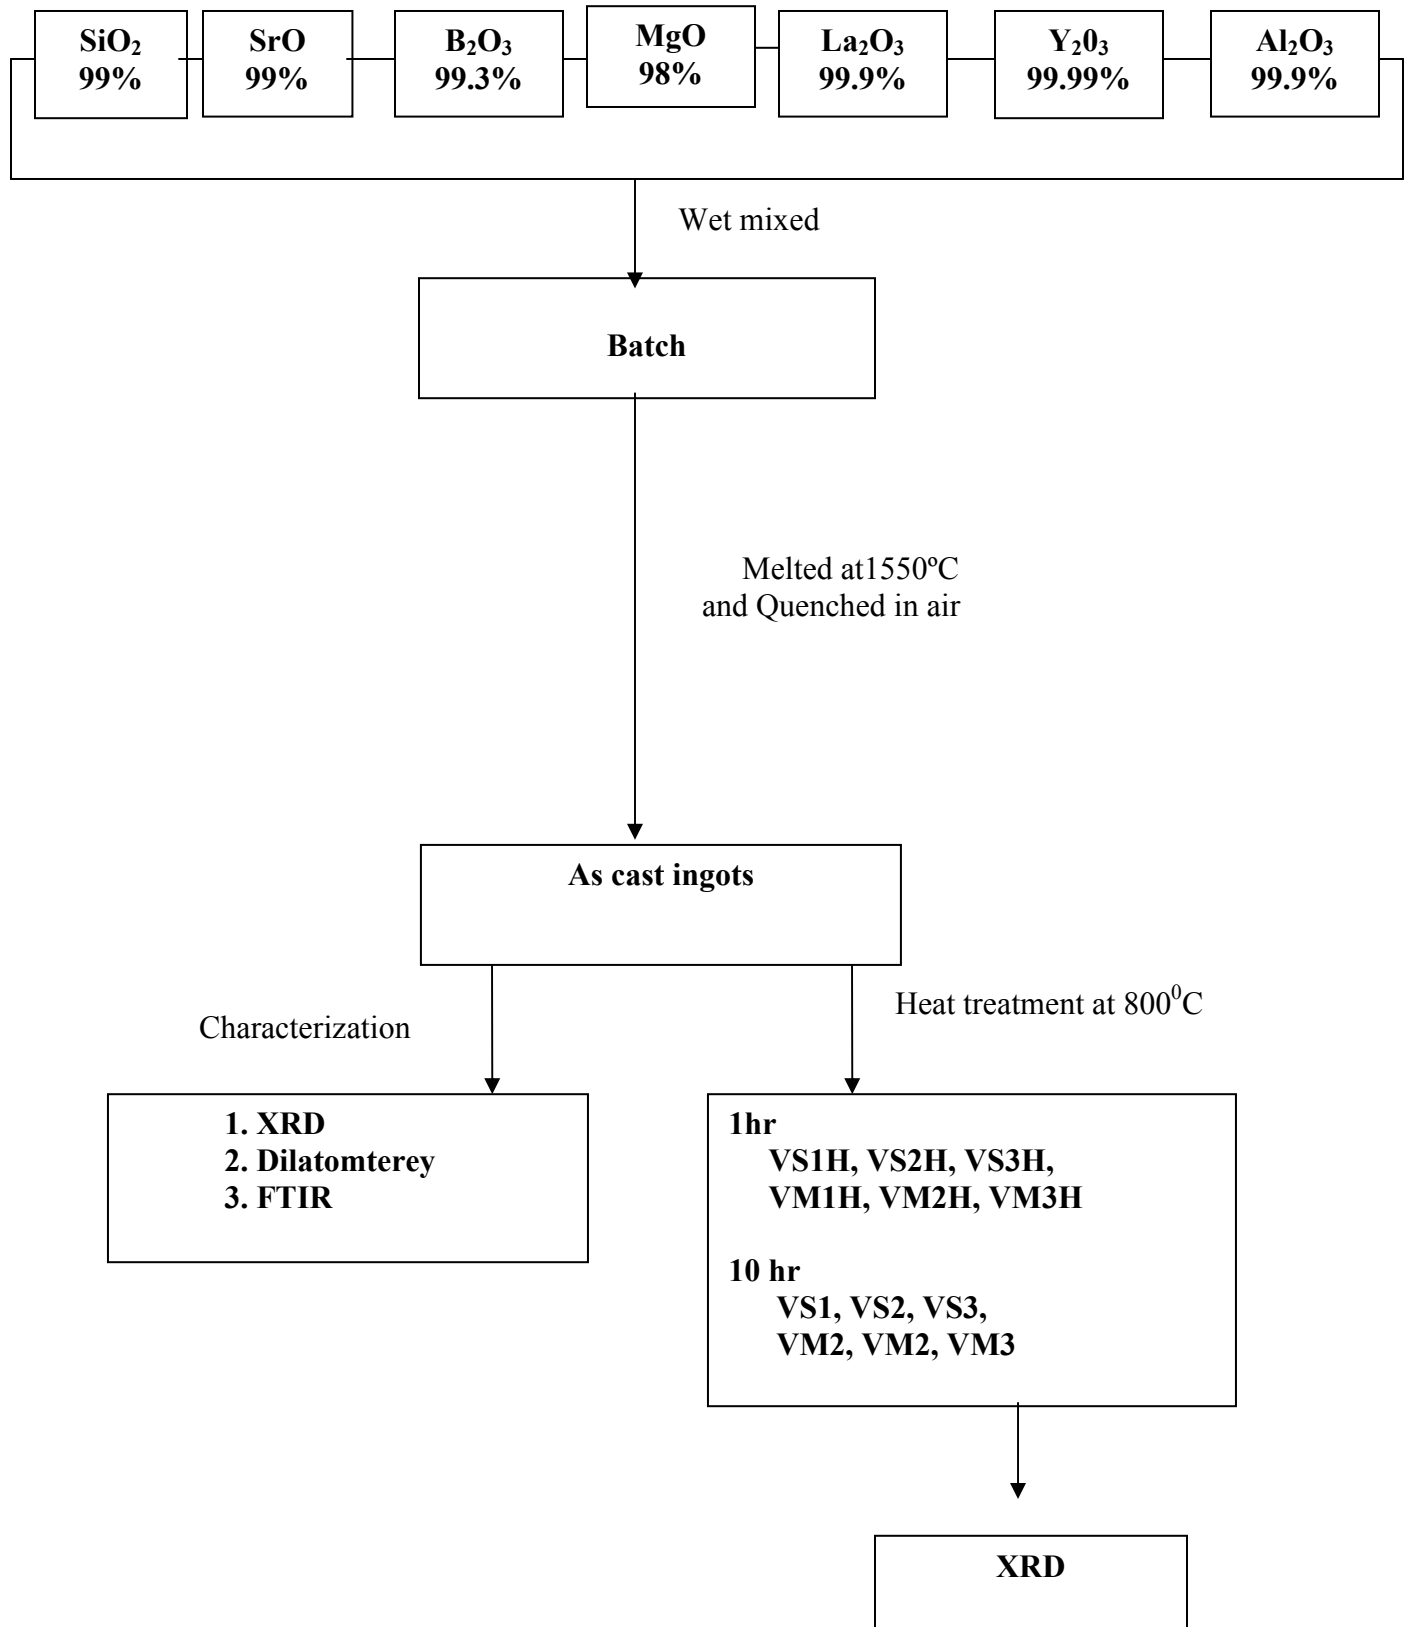 SiO₂
99%
SrO
99%
B₂O₃
99.3%
MgO
98%
La₂O₃
99.9%
Y₂0₃
99.99%
Al₂O₃
99.9%
Wet mixed
Batch
Melted at1550ºC
and Quenched in air
As cast ingots
Characterization
Heat treatment at 800⁰C
1. XRD
2. Dilatomterey
3. FTIR
1hr
VS1H, VS2H, VS3H,
VM1H, VM2H, VM3H
10 hr
VS1, VS2, VS3,
VM2, VM2, VM3
XRD